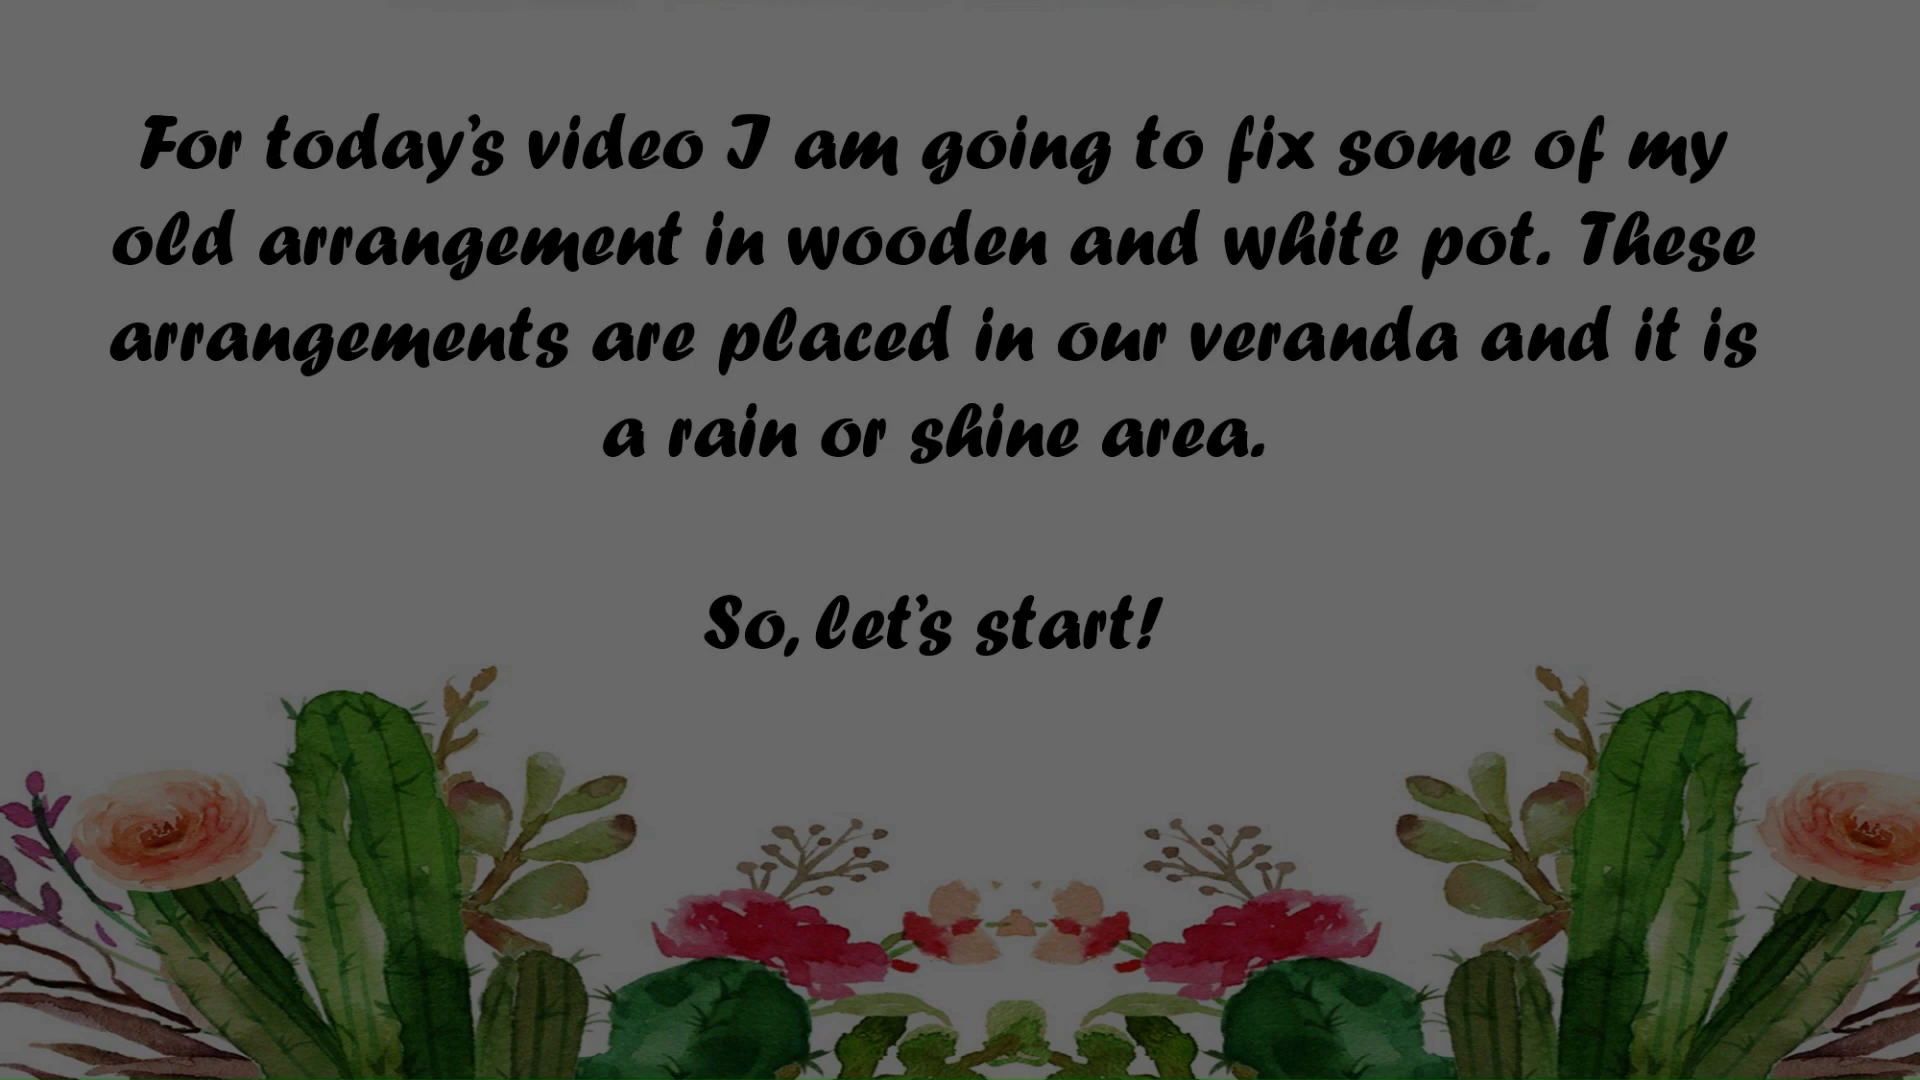 For today’s video I am going to fix some of my
old arrangement in wooden and white pot. These
arrangements are placed in our veranda and it is
a rain or shine area.
So, let’s start!